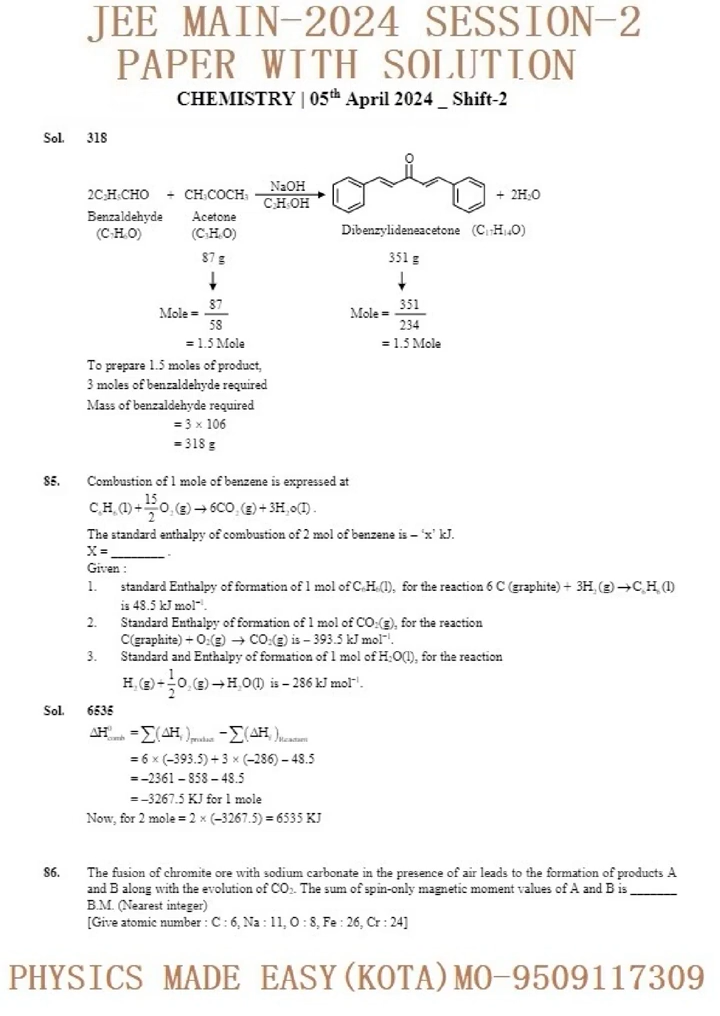 JEE MAIN-2024 SESSION-2
PAPER WITH SOLUTION
CHEMISTRY | 05th April 2024 _ Shift-2
Sol. 318
O
2C₆H₅CHO + CH₃COCH₃ NaOH C₂H₅OH + 2H₂O
Benzaldehyde Acetone
Dibenzylideneacetone (C₁₇H₁₄O)
(C₇H₆O) (C₃H₆O)
87 g 351 g
Mole = 87/58 Mole = 351/234
= 1.5 Mole = 1.5 Mole
To prepare 1.5 moles of product,
3 moles of benzaldehyde required
Mass of benzaldehyde required
= 3 × 106
= 318 g
85. Combustion of 1 mole of benzene is expressed at
C₆H₆(l) + 15/2 O₂(g) → 6CO₂(g) + 3H₂o(l) .
The standard enthalpy of combustion of 2 mol of benzene is – ‘x’ kJ.
X = ________ .
Given :
1. standard Enthalpy of formation of 1 mol of C₆H₆(l), for the reaction 6 C (graphite) + 3H₂(g) → C₆H₆(l)
is 48.5 kJ mol⁻¹.
2. Standard Enthalpy of formation of 1 mol of CO₂(g), for the reaction
C(graphite) + O₂(g) → CO₂(g) is – 393.5 kJ mol⁻¹.
3. Standard and Enthalpy of formation of 1 mol of H₂O(l), for the reaction
H₂(g) + 1/2 O₂(g) → H₂O(l) is – 286 kJ mol⁻¹.
Sol. 6535
ΔH⁰comb = ∑(ΔHf)product – ∑(ΔHf)Reactant
= 6 × (–393.5) + 3 × (–286) – 48.5
= –2361 – 858 – 48.5
= –3267.5 KJ for 1 mole
Now, for 2 mole = 2 × (–3267.5) = 6535 KJ
86. The fusion of chromite ore with sodium carbonate in the presence of air leads to the formation of products A
and B along with the evolution of CO₂. The sum of spin-only magnetic moment values of A and B is _______
B.M. (Nearest integer)
[Give atomic number : C : 6, Na : 11, O : 8, Fe : 26, Cr : 24]
PHYSICS MADE EASY(KOTA)MO-9509117309